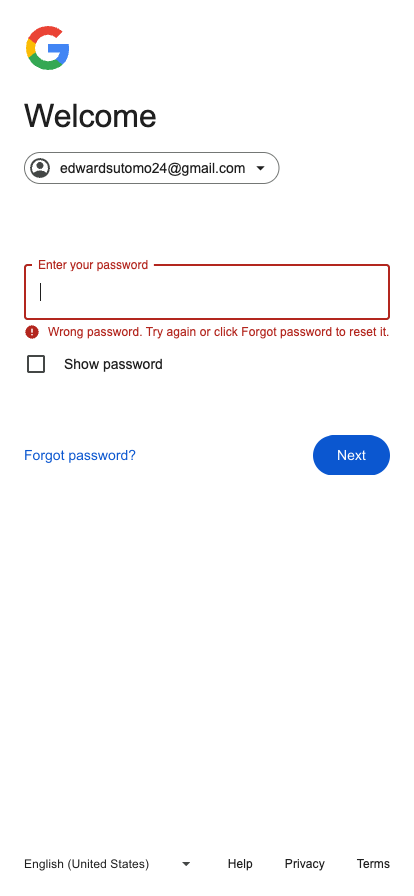 Welcome
edwardsutomo24@gmail.com
Enter your password
Wrong password. Try again or click Forgot password to reset it.
Show password
Forgot password?
Next
English (United States)
Help
Privacy
Terms